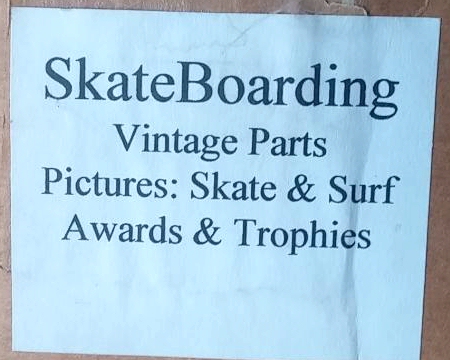 SkateBoarding
Vintage Parts
Pictures: Skate & Surf
Awards & Trophies